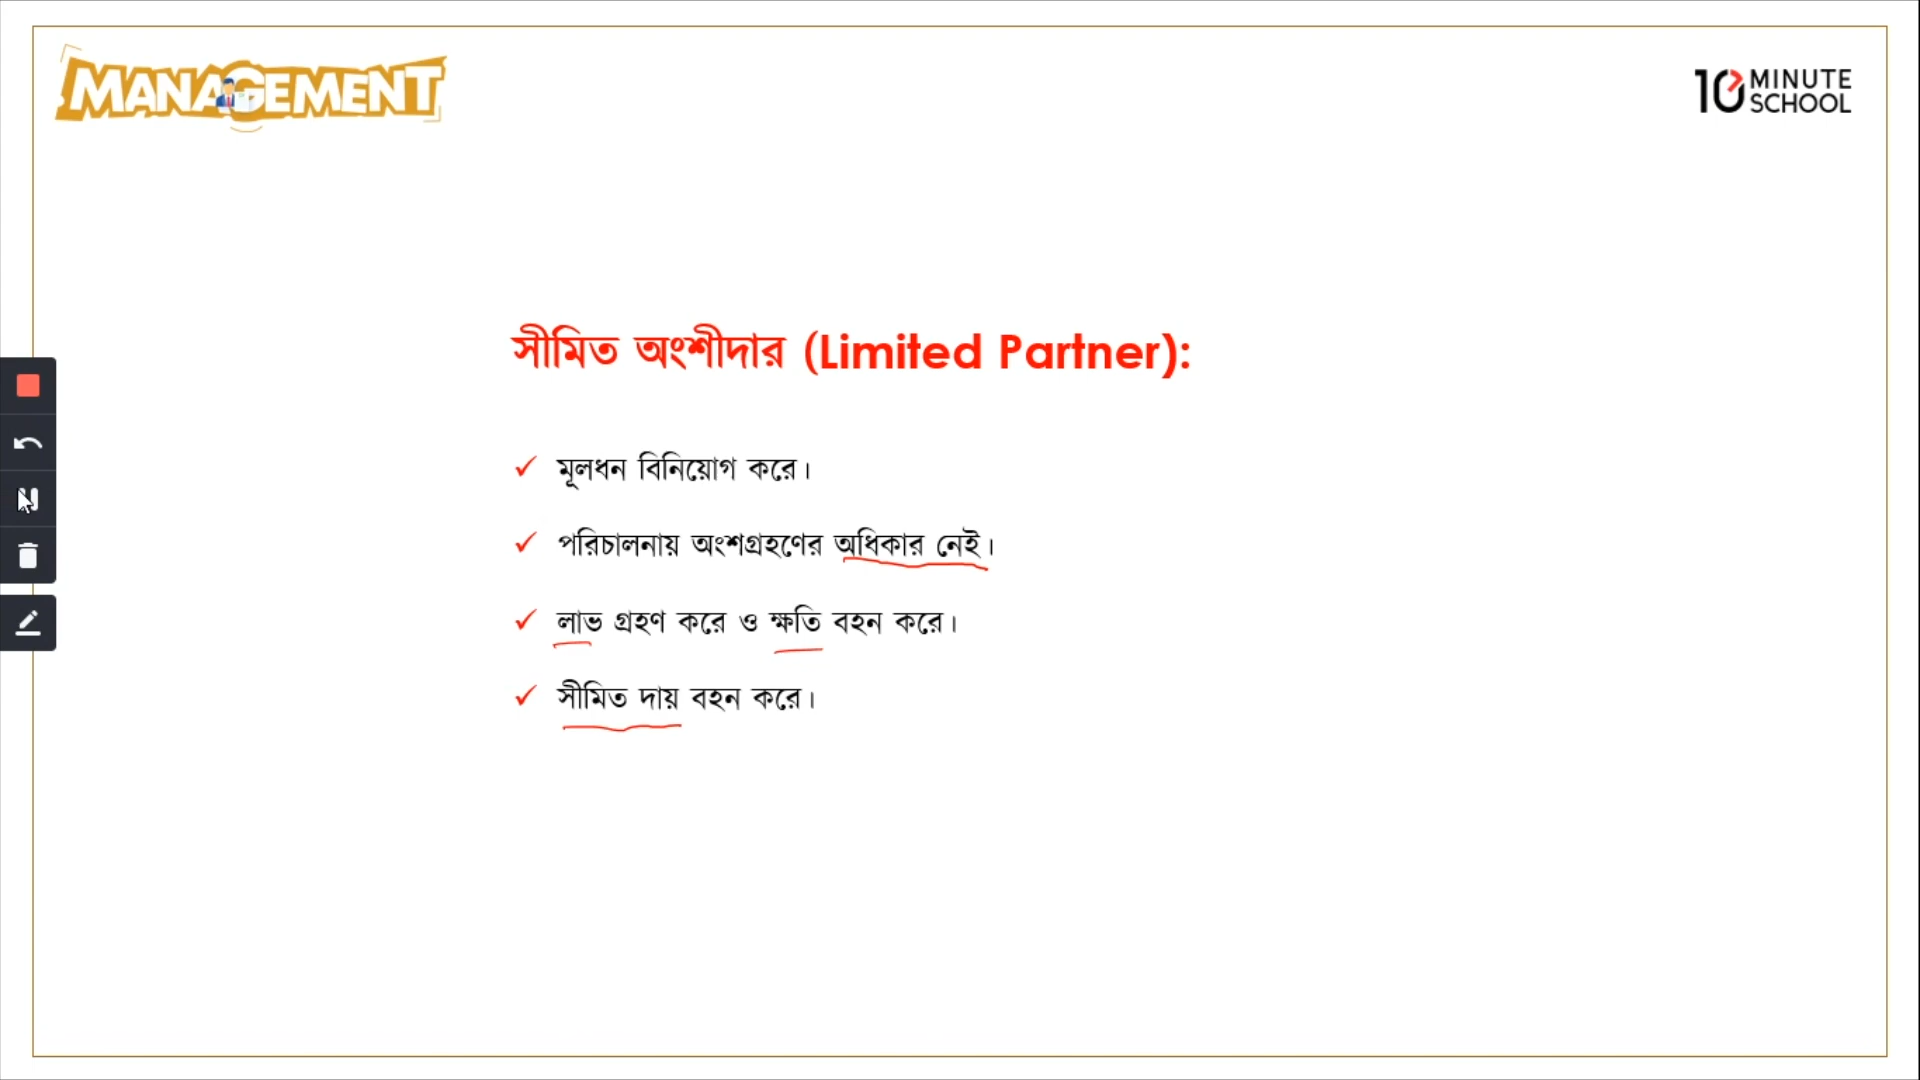 MANAGEMENT
10 MINUTE
SCHOOL
সীমিত অংশীদার (Limited Partner):
✓ মূলধন বিনিয়োগ করে।
✓ পরিচালনায় অংশগ্রহণের অধিকার নেই।
✓ লাভ গ্রহণ করে ও ক্ষতি বহন করে।
✓ সীমিত দায় বহন করে।